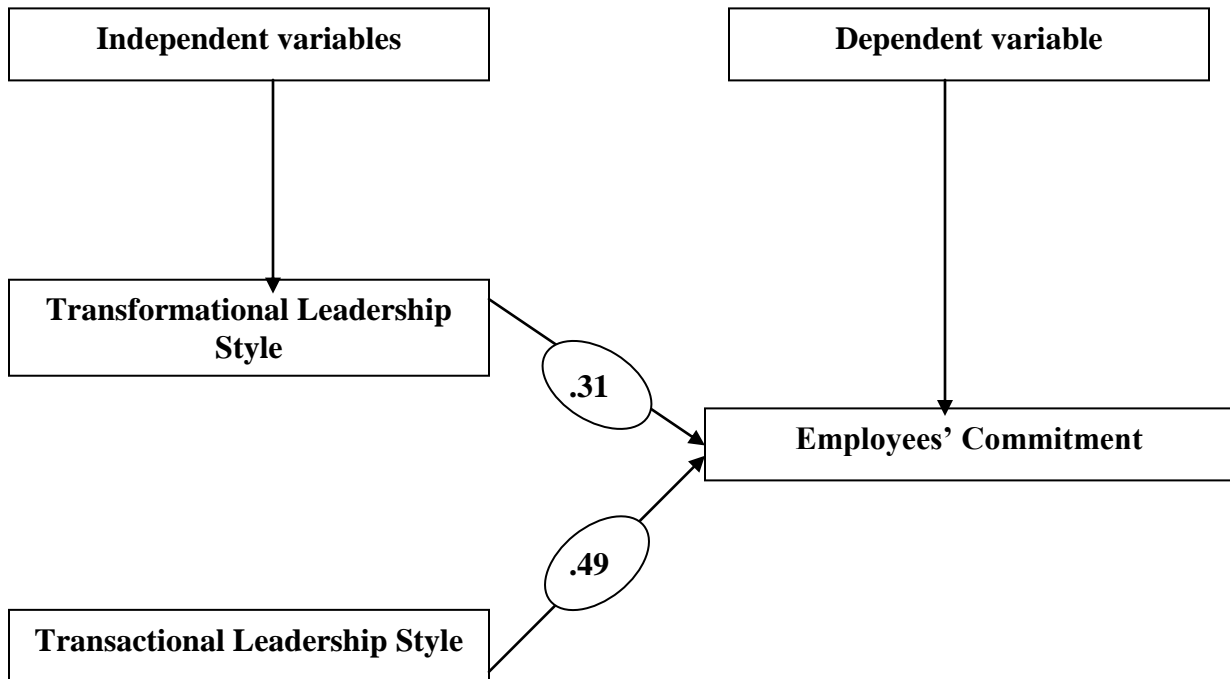 Independent variables
Dependent variable
Transformational Leadership
Style
.31
Employees’ Commitment
.49
Transactional Leadership Style